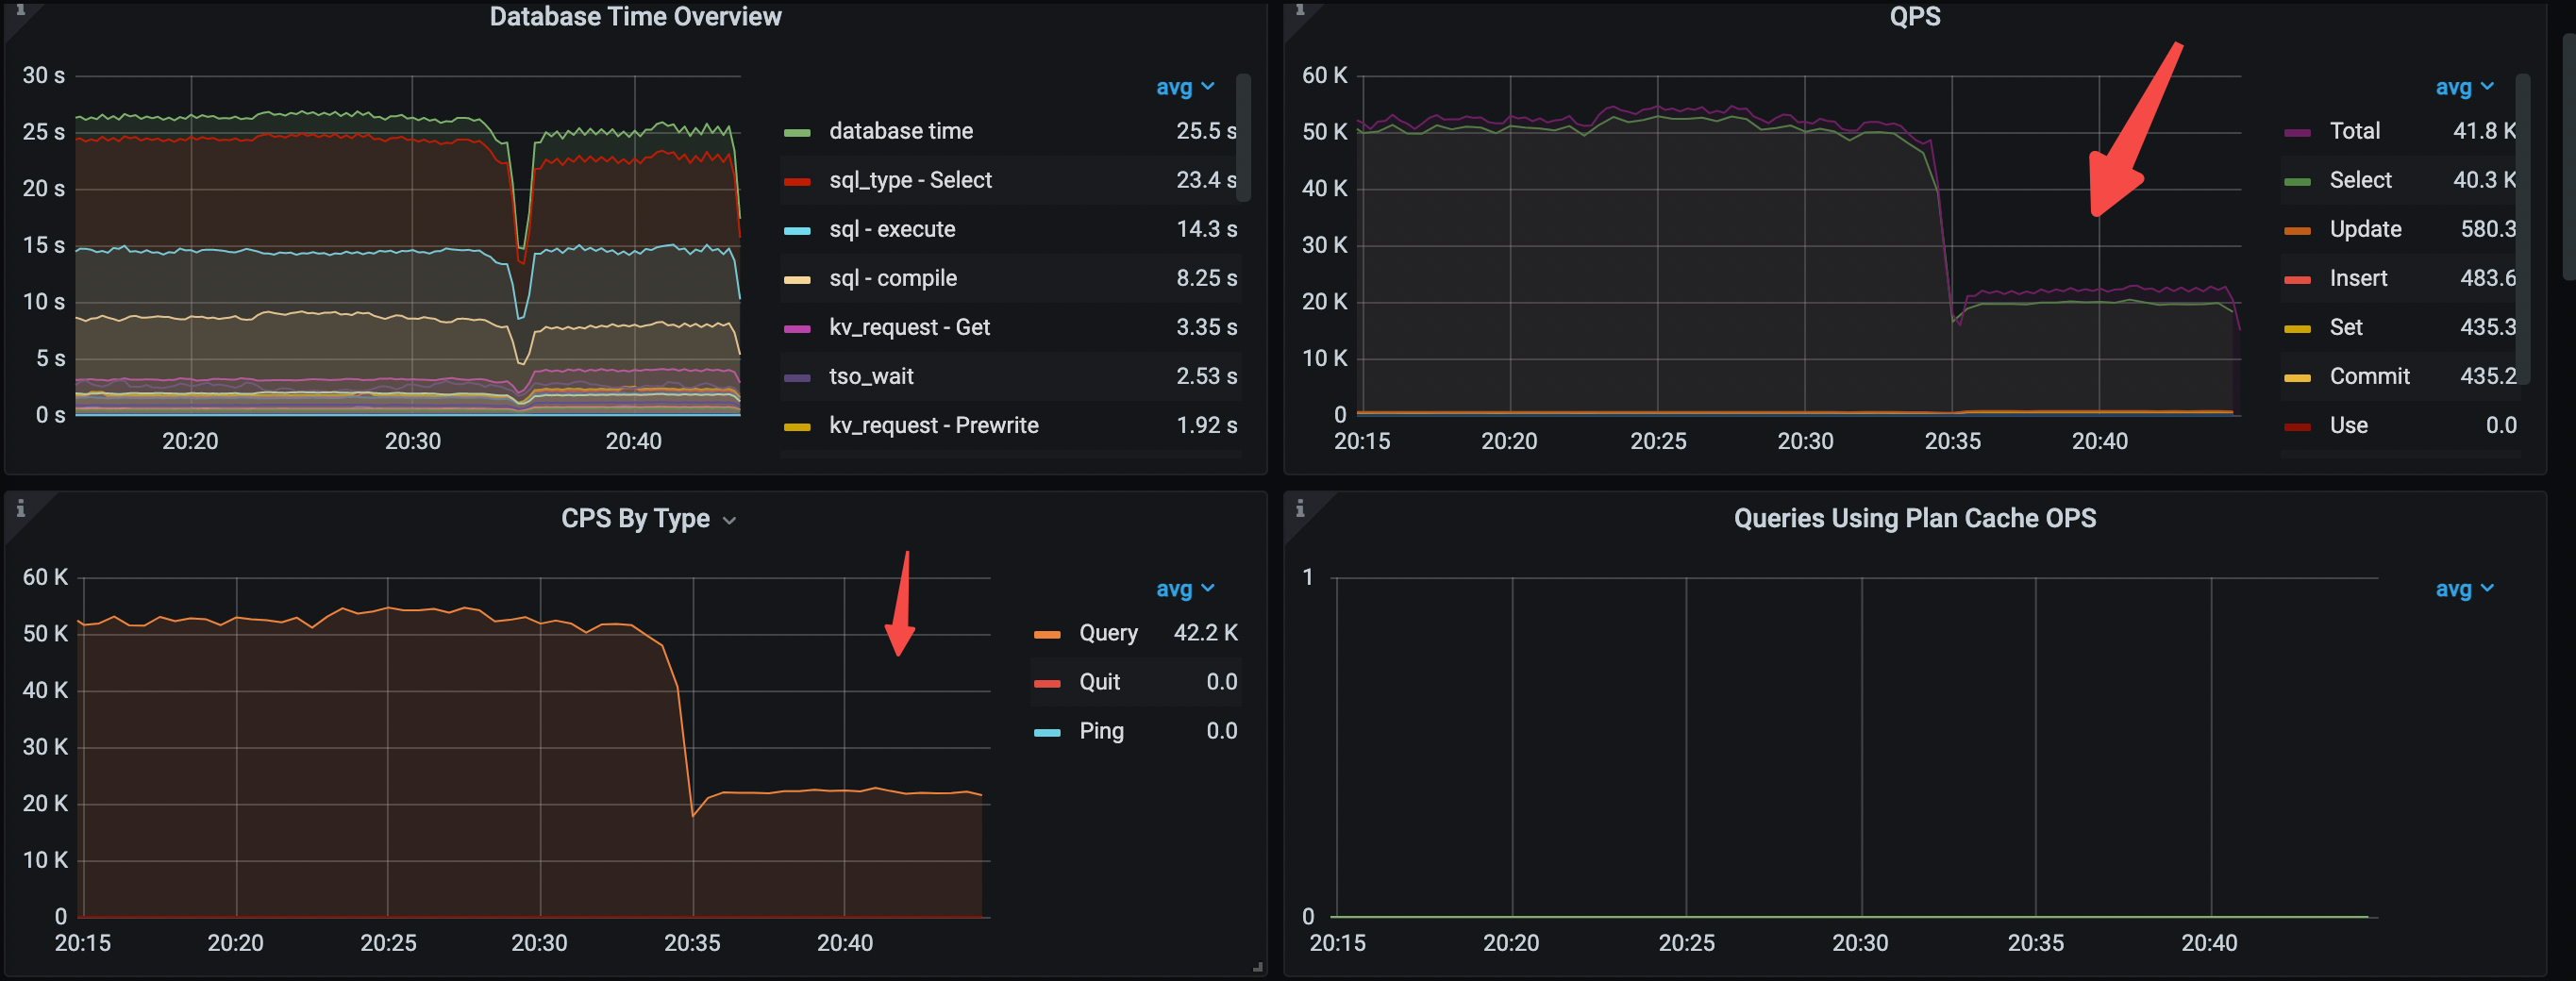 Database Time Overview
30 s
25 s
20 s
15 s
10 s
5 s
0 s
20:20
20:30
20:40
avg
database time 25.5 s
sql_type - Select 23.4 s
sql - execute 14.3 s
sql - compile 8.25 s
kv_request - Get 3.35 s
tso_wait 2.53 s
kv_request - Prewrite 1.92 s
QPS
60 K
50 K
40 K
30 K
20 K
10 K
0
20:15
20:20
20:25
20:30
20:35
20:40
avg
Total 41.8 K
Select 40.3 K
Update 580.3
Insert 483.6
Set 435.3
Commit 435.2
Use 0.0
CPS By Type
60 K
50 K
40 K
30 K
20 K
10 K
0
20:15
20:20
20:25
20:30
20:35
20:40
avg
Query 42.2 K
Quit 0.0
Ping 0.0
Queries Using Plan Cache OPS
1
0
20:15
20:20
20:25
20:30
20:35
20:40
avg